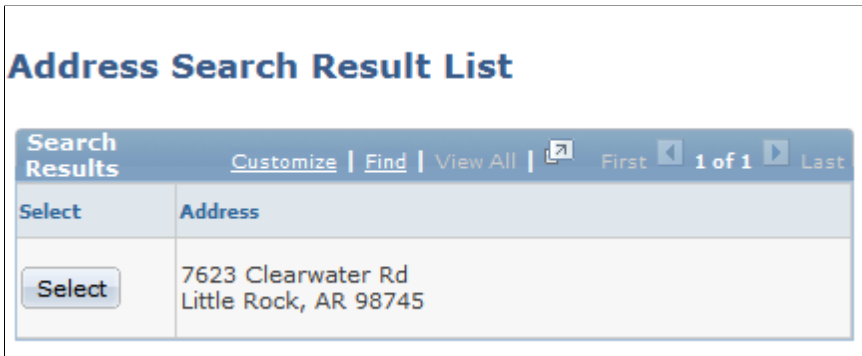 Address Search Result List
Search Results Customize | Find | View All | First 1 of 1 Last
Select Address
Select 7623 Clearwater Rd
Little Rock, AR 98745